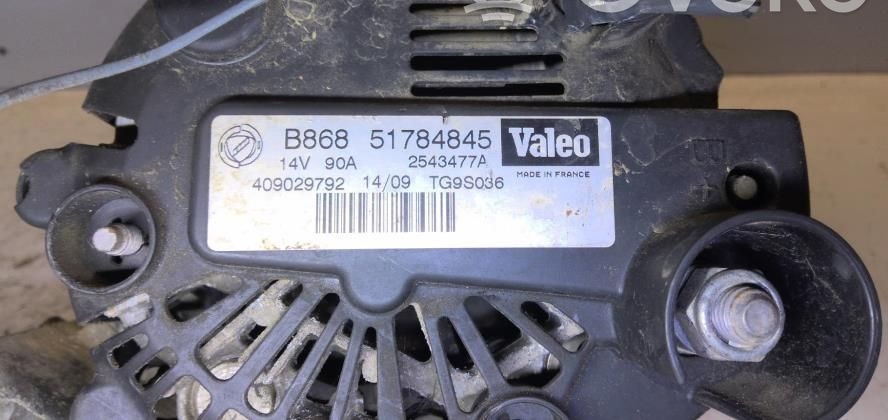 B868 51784845 Valeo
14V 90A 2543477A MADE IN FRANCE
409029792 14/09 TG9S036
B+